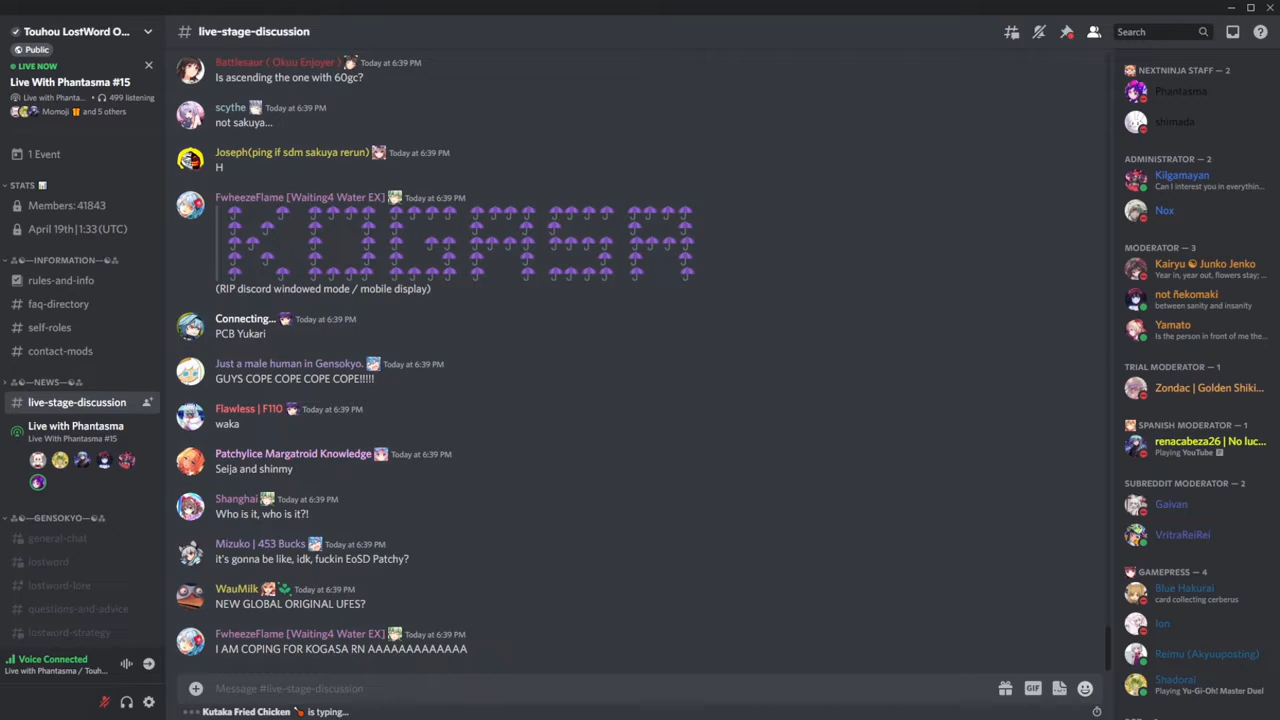 Touhou LostWord O...
Public
LIVE NOW
Live With Phantasma #15
Live with Phanta... • 499 listening
Momoji and 5 others
1 Event
STATS
Members: 41843
April 19th | 1:33 (UTC)
—INFORMATION—
rules-and-info
faq-directory
self-roles
contact-mods
—NEWS—
live-stage-discussion
Live with Phantasma
Live With Phantasma #15
—GENSOKYO—
general-chat
lostword
lostword-lore
questions-and-advice
lostword-strategy
Voice Connected
Live with Phantasma / Touh...
live-stage-discussion
Search
Battlesaur ( Okuu Enjoyer ) Today at 6:39 PM
Is ascending the one with 60gc?
scythe Today at 6:39 PM
not sakuya...
Joseph(ping if sdm sakuya rerun) Today at 6:39 PM
H
FwheezeFlame [Waiting4 Water EX] Today at 6:39 PM
KOGASA
(RIP discord windowed mode / mobile display)
Connecting... Today at 6:39 PM
PCB Yukari
Just a male human in Gensokyo. Today at 6:39 PM
GUYS COPE COPE COPE COPE!!!!!
Flawless | F110 Today at 6:39 PM
waka
Patchylice Margatroid Knowledge Today at 6:39 PM
Seija and shinmy
Shanghai Today at 6:39 PM
Who is it, who is it?!
Mizuko | 453 Bucks Today at 6:39 PM
it's gonna be like, idk, fuckin EoSD Patchy?
WauMilk Today at 6:39 PM
NEW GLOBAL ORIGINAL UFES?
FwheezeFlame [Waiting4 Water EX] Today at 6:39 PM
I AM COPING FOR KOGASA RN AAAAAAAAAAAAA
Message #live-stage-discussion
GIF
Kutaka Fried Chicken is typing...
NEXTNINJA STAFF — 2
Phantasma
shimada
ADMINISTRATOR — 2
Kilgamayan
Can I interest you in everythin...
Nox
MODERATOR — 3
Kairyu ☯ Junko Jenko
Year in, year out, flowers stay; ...
not ñekomaki
between sanity and insanity
Yamato
Is the person in front of me the...
TRIAL MODERATOR — 1
Zondac | Golden Shiki...
SPANISH MODERATOR — 1
renacabeza26 | No luc...
Playing YouTube
SUBREDDIT MODERATOR — 2
Gaivan
VritraReiRei
GAMEPRESS — 4
Blue Hakurai
card collecting cerberus
Ion
Reimu (Akyuuposting)
Shadorai
Playing Yu-Gi-Oh! Master Duel